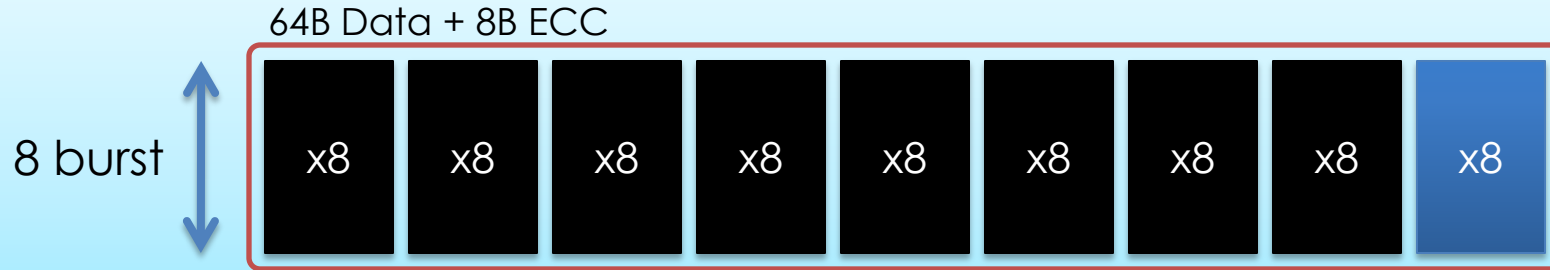 64B Data + 8B ECC
8 burst
x8 x8 x8 x8 x8 x8 x8 x8 x8